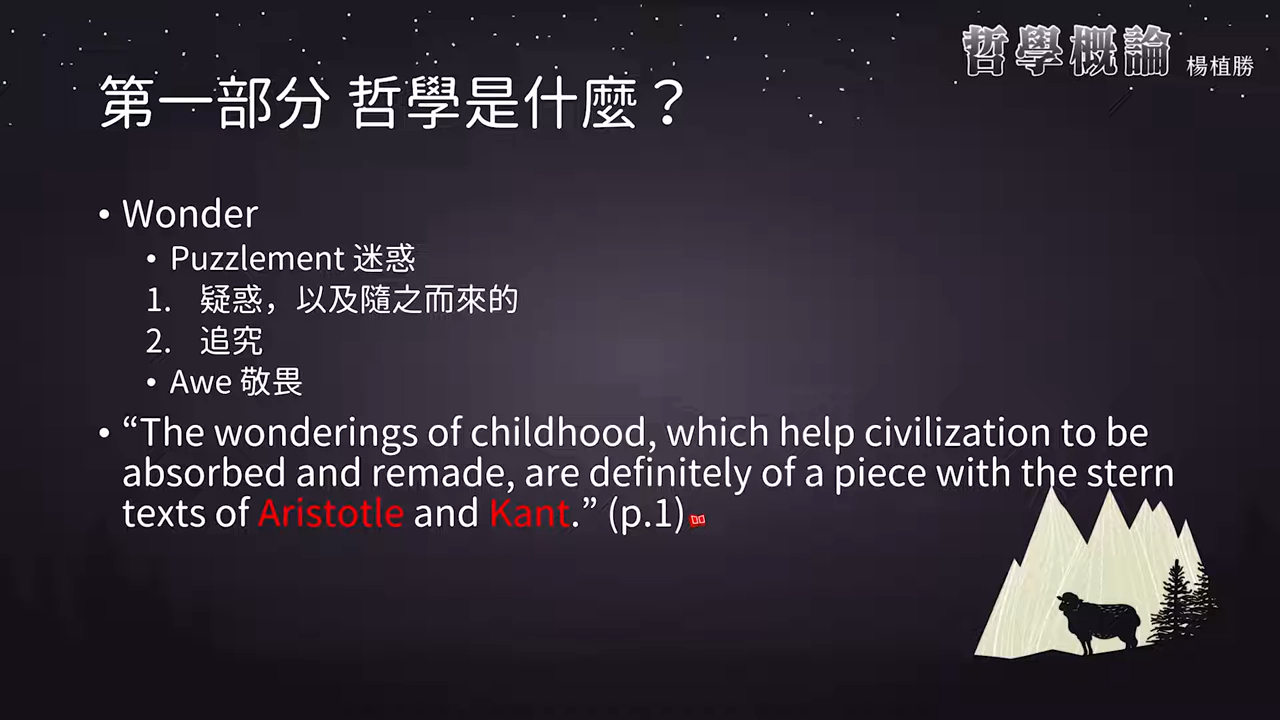 哲學概論 楊植勝
第一部分 哲學是什麼？
• Wonder
• Puzzlement 迷惑
1. 疑惑，以及隨之而來的
2. 追究
• Awe 敬畏
• “The wonderings of childhood, which help civilization to be
absorbed and remade, are definitely of a piece with the stern
texts of Aristotle and Kant.” (p.1)